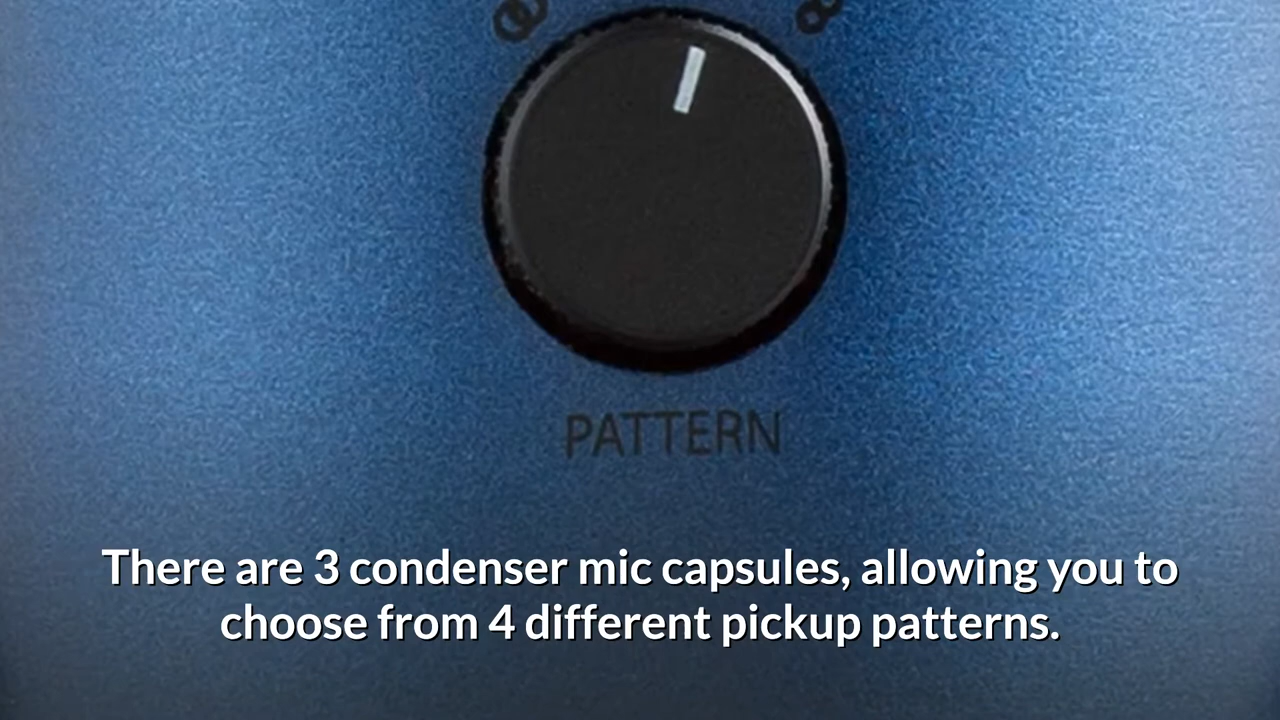 PATTERN
There are 3 condenser mic capsules, allowing you to
choose from 4 different pickup patterns.